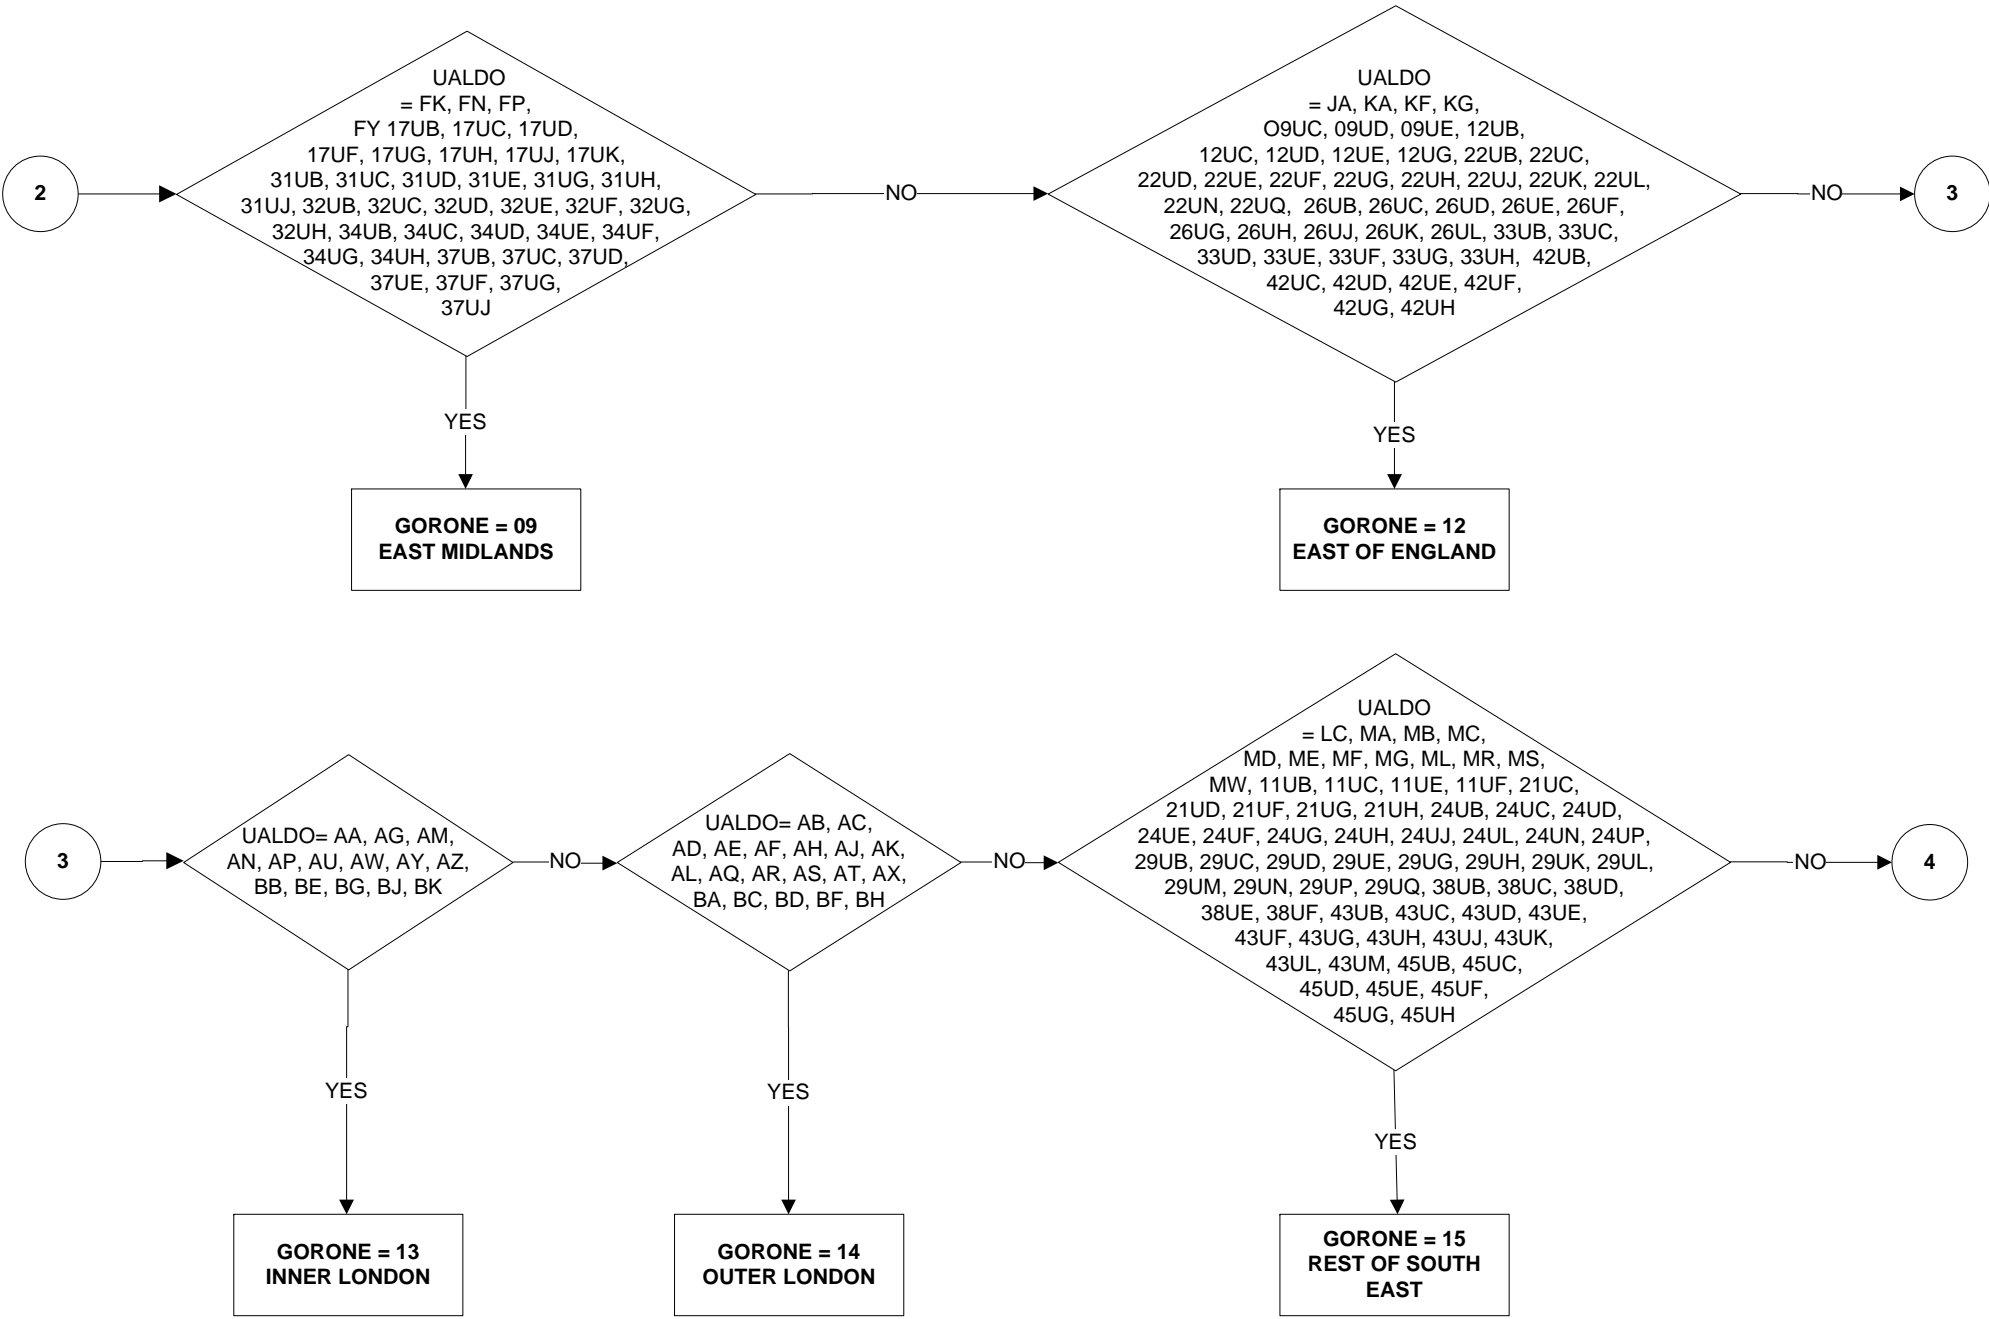 2
UALDO
= FK, FN, FP,
FY 17UB, 17UC, 17UD,
17UF, 17UG, 17UH, 17UJ, 17UK,
31UB, 31UC, 31UD, 31UE, 31UG, 31UH,
31UJ, 32UB, 32UC, 32UD, 32UE, 32UF, 32UG,
32UH, 34UB, 34UC, 34UD, 34UE, 34UF,
34UG, 34UH, 37UB, 37UC, 37UD,
37UE, 37UF, 37UG,
37UJ
NO
UALDO
= JA, KA, KF, KG,
O9UC, 09UD, 09UE, 12UB,
12UC, 12UD, 12UE, 12UG, 22UB, 22UC,
22UD, 22UE, 22UF, 22UG, 22UH, 22UJ, 22UK, 22UL,
22UN, 22UQ, 26UB, 26UC, 26UD, 26UE, 26UF,
26UG, 26UH, 26UJ, 26UK, 26UL, 33UB, 33UC,
33UD, 33UE, 33UF, 33UG, 33UH, 42UB,
42UC, 42UD, 42UE, 42UF,
42UG, 42UH
NO
3
YES
YES
GORONE = 09
EAST MIDLANDS
GORONE = 12
EAST OF ENGLAND
3
UALDO= AA, AG, AM,
AN, AP, AU, AW, AY, AZ,
BB, BE, BG, BJ, BK
NO
UALDO= AB, AC,
AD, AE, AF, AH, AJ, AK,
AL, AQ, AR, AS, AT, AX,
BA, BC, BD, BF, BH
NO
UALDO
= LC, MA, MB, MC,
MD, ME, MF, MG, ML, MR, MS,
MW, 11UB, 11UC, 11UE, 11UF, 21UC,
21UD, 21UF, 21UG, 21UH, 24UB, 24UC, 24UD,
24UE, 24UF, 24UG, 24UH, 24UJ, 24UL, 24UN, 24UP,
29UB, 29UC, 29UD, 29UE, 29UG, 29UH, 29UK, 29UL,
29UM, 29UN, 29UP, 29UQ, 38UB, 38UC, 38UD,
38UE, 38UF, 43UB, 43UC, 43UD, 43UE,
43UF, 43UG, 43UH, 43UJ, 43UK,
43UL, 43UM, 45UB, 45UC,
45UD, 45UE, 45UF,
45UG, 45UH
NO
4
YES
YES
YES
GORONE = 13
INNER LONDON
GORONE = 14
OUTER LONDON
GORONE = 15
REST OF SOUTH
EAST